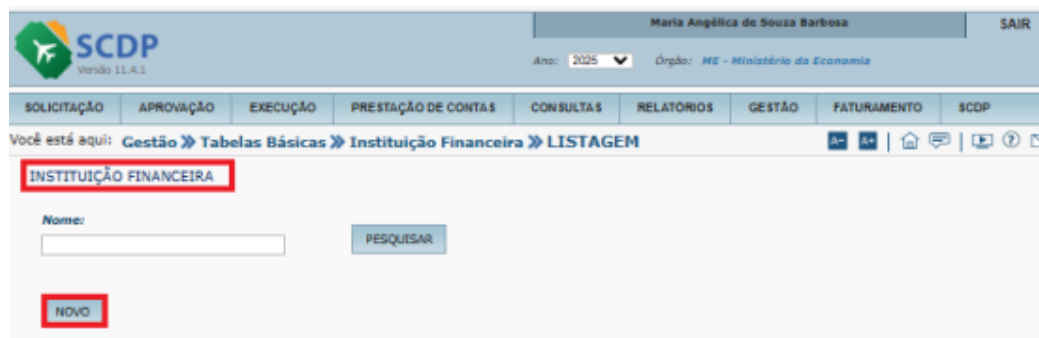 Maria Angélica de Souza Barbosa
SAIR
SCDP
Versão 11.4.1
Ano: 2025 Órgão: ME - Ministério da Economia
SOLICITAÇÃO APROVAÇÃO EXECUÇÃO PRESTAÇÃO DE CONTAS CONSULTAS RELATÓRIOS GESTÃO FATURAMENTO SCDP
Você está aqui: Gestão » Tabelas Básicas » Instituição Financeira » LISTAGEM A- A+ | | ?
INSTITUIÇÃO FINANCEIRA
Nome:
PESQUISAR
NOVO